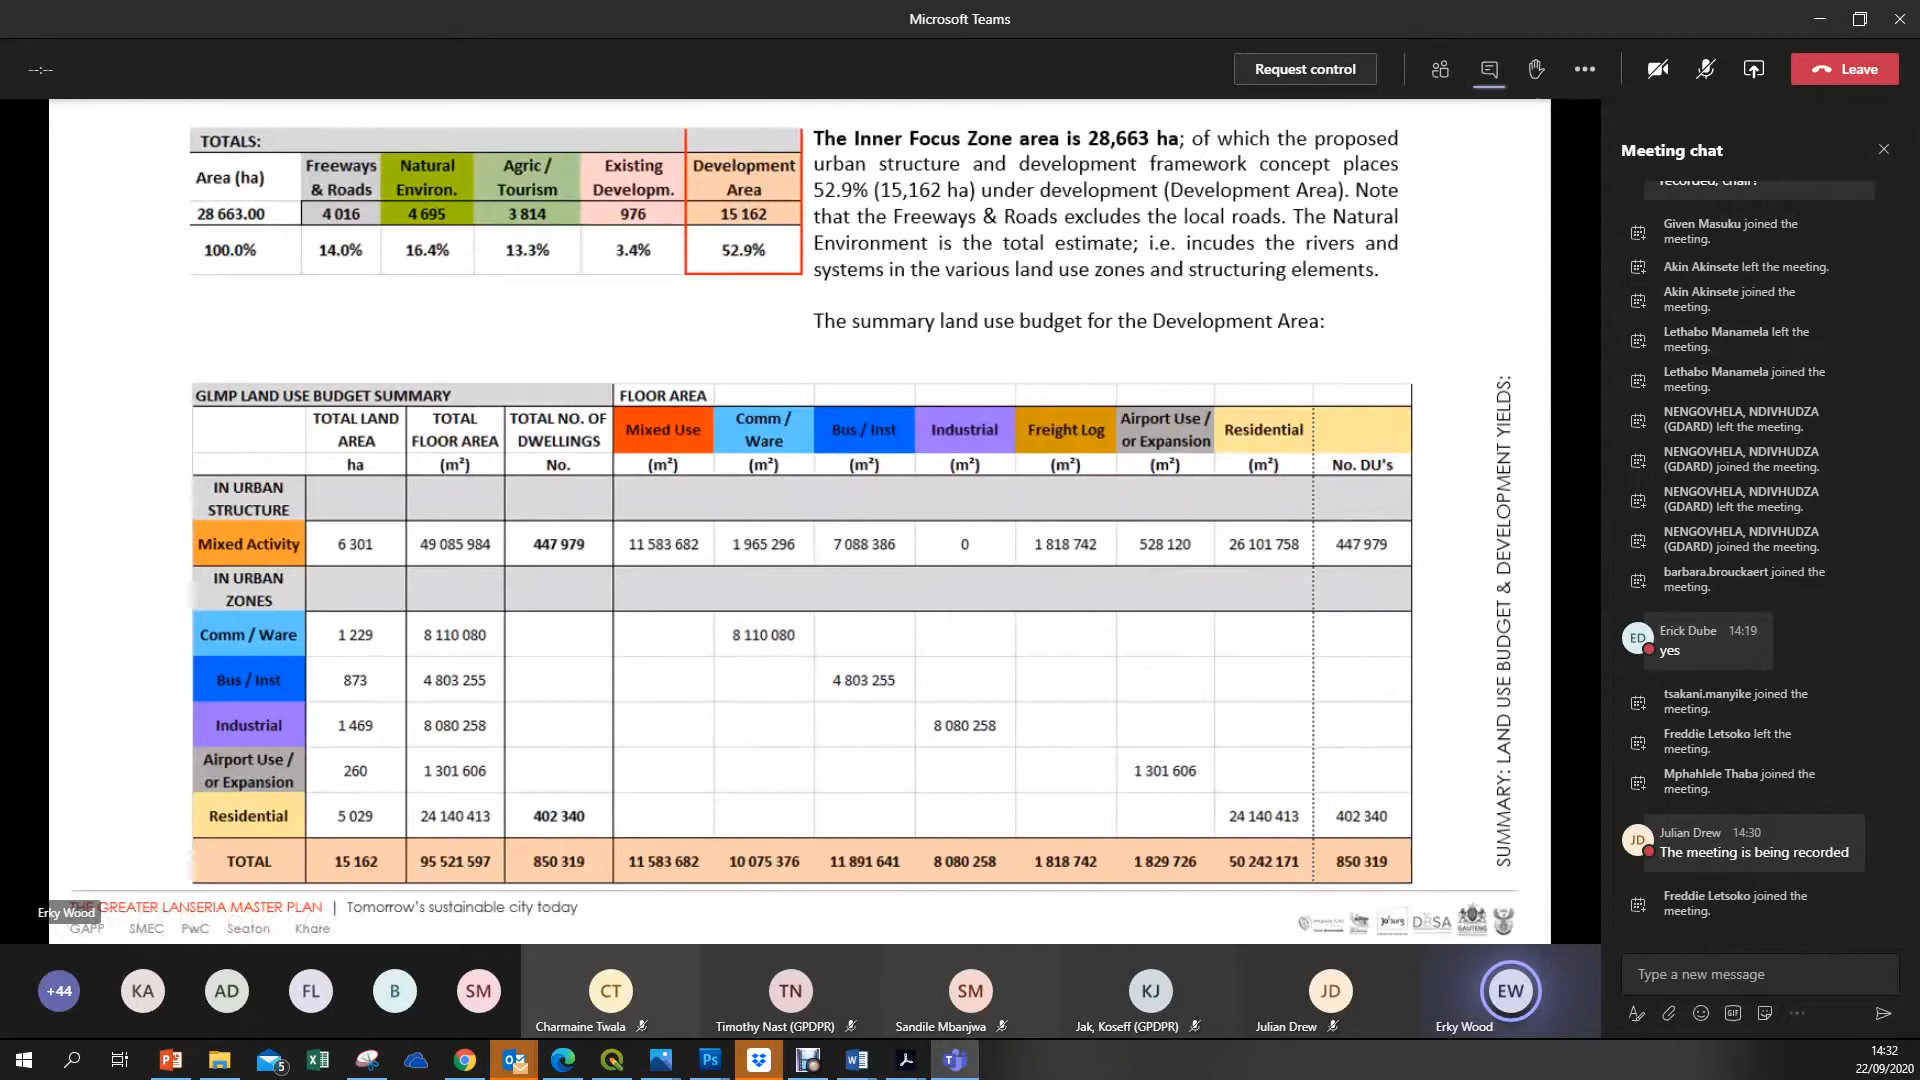 Microsoft Teams
--:--
Request control
Leave
TOTALS:
Area (ha) Freeways & Roads Natural Environ. Agric / Tourism Existing Developm. Development Area
28 663.00 4 016 4 695 3 814 976 15 162
100.0% 14.0% 16.4% 13.3% 3.4% 52.9%
The Inner Focus Zone area is 28,663 ha; of which the proposed
urban structure and development framework concept places
52.9% (15,162 ha) under development (Development Area). Note
that the Freeways & Roads excludes the local roads. The Natural
Environment is the total estimate; i.e. incudes the rivers and
systems in the various land use zones and structuring elements.
The summary land use budget for the Development Area:
GLMP LAND USE BUDGET SUMMARY FLOOR AREA
TOTAL LAND AREA TOTAL FLOOR AREA TOTAL NO. OF DWELLINGS Mixed Use Comm / Ware Bus / Inst Industrial Freight Log Airport Use / or Expansion Residential
ha (m²) No. (m²) (m²) (m²) (m²) (m²) (m²) (m²) No. DU's
IN URBAN STRUCTURE
Mixed Activity 6 301 49 085 984 447 979 11 583 682 1 965 296 7 088 386 0 1 818 742 528 120 26 101 758 447 979
IN URBAN ZONES
Comm / Ware 1 229 8 110 080 8 110 080
Bus / Inst 873 4 803 255 4 803 255
Industrial 1 469 8 080 258 8 080 258
Airport Use / or Expansion 260 1 301 606 1 301 606
Residential 5 029 24 140 413 402 340 24 140 413 402 340
TOTAL 15 162 95 521 597 850 319 11 583 682 10 075 376 11 891 641 8 080 258 1 818 742 1 829 726 50 242 171 850 319
SUMMARY: LAND USE BUDGET & DEVELOPMENT YIELDS:
THE GREATER LANSERIA MASTER PLAN | Tomorrow's sustainable city today
Erky Wood
GAPP SMEC PwC Seaton Khare
Meeting chat
recorded, chair?
Given Masuku joined the
meeting.
Akin Akinsete left the meeting.
Akin Akinsete joined the
meeting.
Lethabo Manamela left the
meeting.
Lethabo Manamela joined the
meeting.
NENGOVHELA, NDIVHUDZA
(GDARD) left the meeting.
NENGOVHELA, NDIVHUDZA
(GDARD) joined the meeting.
NENGOVHELA, NDIVHUDZA
(GDARD) left the meeting.
NENGOVHELA, NDIVHUDZA
(GDARD) joined the meeting.
barbara.brouckaert joined the
meeting.
ED Erick Dube 14:19
yes
tsakani.manyike joined the
meeting.
Freddie Letsoko left the
meeting.
Mphahlele Thaba joined the
meeting.
JD Julian Drew 14:30
The meeting is being recorded
Freddie Letsoko joined the
meeting.
Type a new message
GIF
+44 KA AD FL B SM CT TN SM KJ JD EW
Charmaine Twala Timothy Nast (GPDPR) Sandile Mbanjwa Jak, Koseff (GPDPR) Julian Drew Erky Wood
14:32
22/09/2020